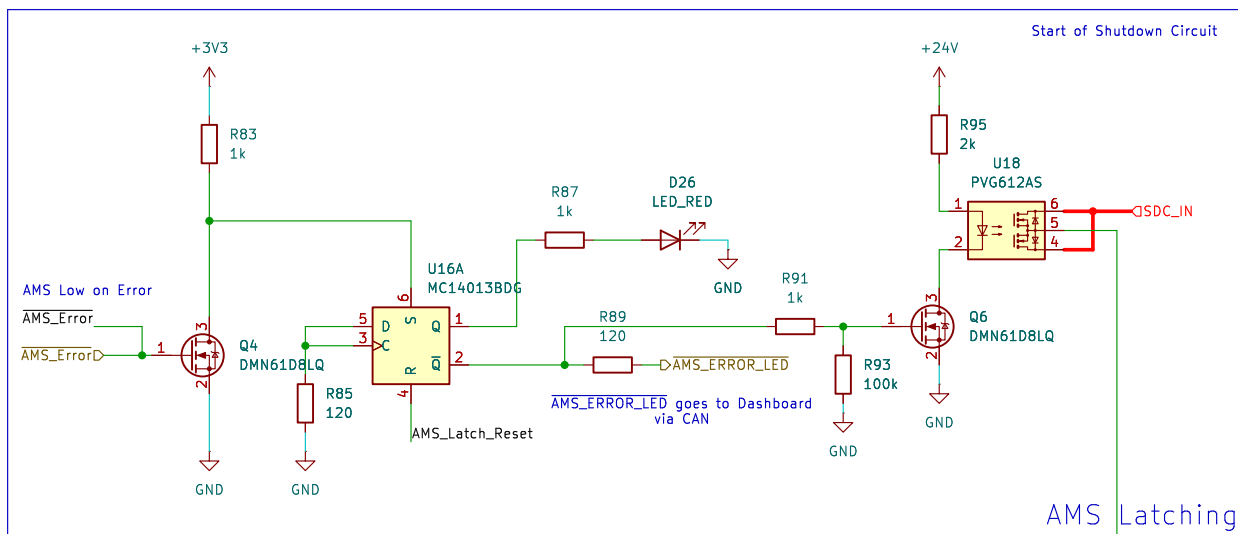 Start of Shutdown Circuit
+3V3
+24V
R83
1k
R95
2k
U18
PVG612AS
D26
LED_RED
R87
1k
1
2
6
5
4
SDC_IN
U16A
MC14013BDG
AMS Low on Error
AMS_Error
AMS_Error
R91
1k
GND
6
S
5
D
Q
1
3
C
2
Q
R
4
R89
120
AMS_ERROR_LED
3
1
2
Q4
DMN61D8LQ
3
1
2
Q6
DMN61D8LQ
R85
120
R93
100k
AMS_ERROR_LED goes to Dashboard
via CAN
AMS_Latch_Reset
GND
GND
GND
GND
AMS Latching